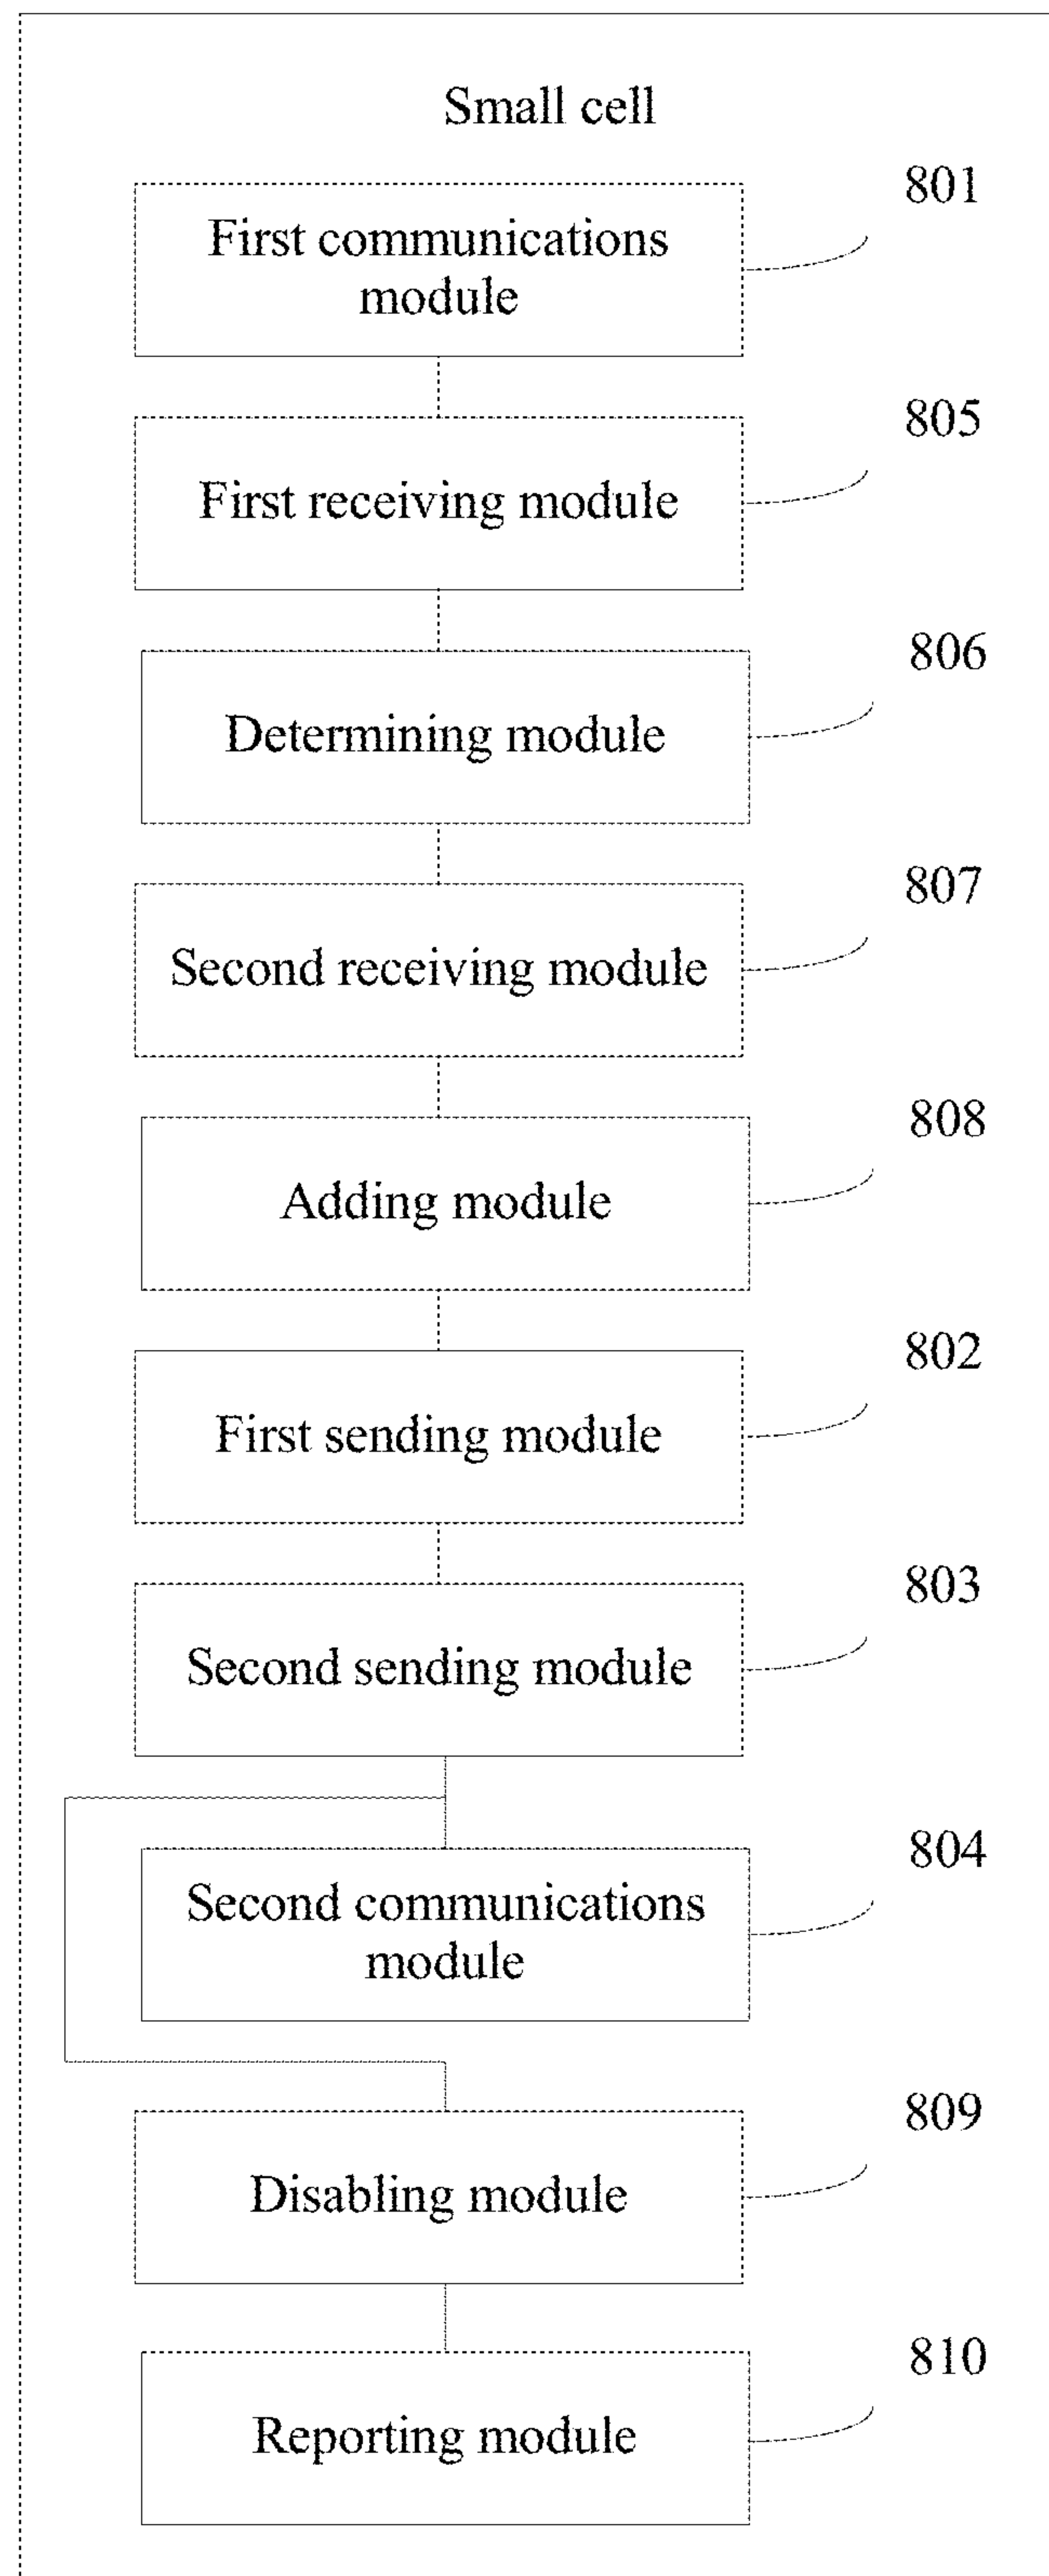 Small cell
801
First communications
module
805
First receiving module
806
Determining module
807
Second receiving module
808
Adding module
802
First sending module
803
Second sending module
804
Second communications
module
809
Disabling module
810
Reporting module